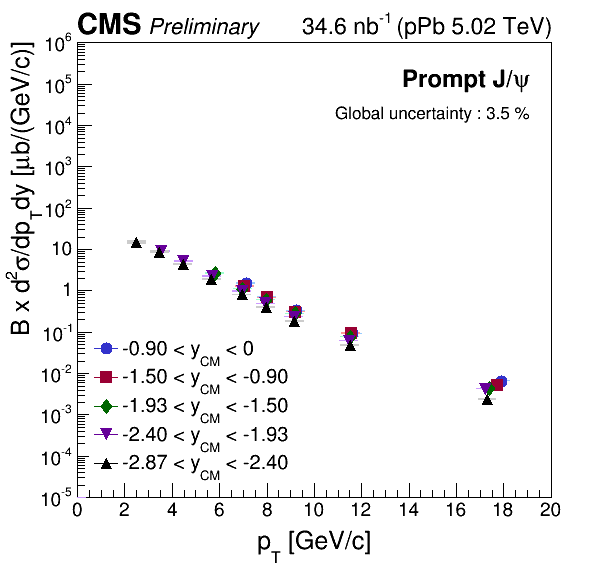 CMS Preliminary 34.6 nb⁻¹ (pPb 5.02 TeV)
Prompt J/ψ
Global uncertainty : 3.5 %
B x d²σ/dp_T dy [μb/(GeV/c)]
10⁶
10⁵
10⁴
10³
10²
10
1
10⁻¹
10⁻²
10⁻³
10⁻⁴
10⁻⁵
-0.90 < y_CM < 0
-1.50 < y_CM < -0.90
-1.93 < y_CM < -1.50
-2.40 < y_CM < -1.93
-2.87 < y_CM < -2.40
0 2 4 6 8 10 12 14 16 18 20
p_T [GeV/c]